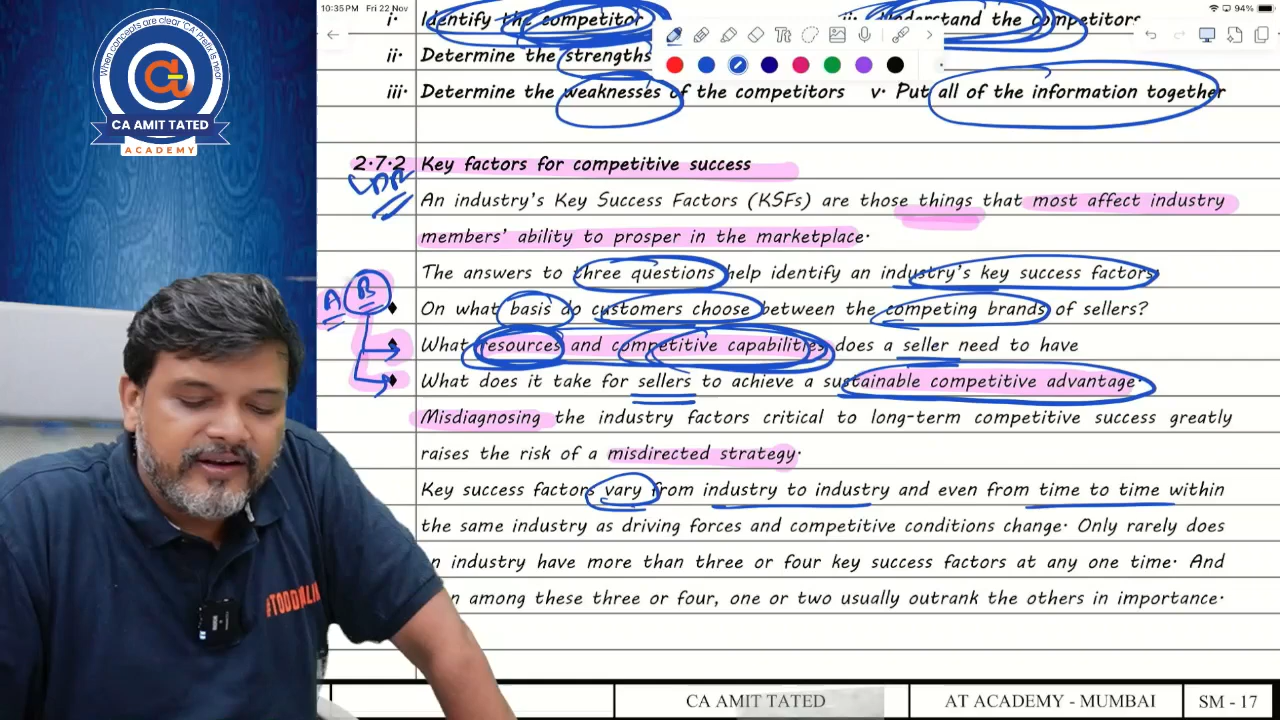 10:35 PM Fri 22 Nov
94%
i. Identify the competitor
iii. Understand the competitors
ii. Determine the strengths
iii. Determine the weaknesses of the competitors v. Put all of the information together
2.7.2 Key factors for competitive success
An industry's Key Success Factors (KSFs) are those things that most affect industry
members' ability to prosper in the marketplace.
The answers to three questions help identify an industry's key success factors
A B
♦ On what basis do customers choose between the competing brands of sellers?
♦ What resources and competitive capabilities does a seller need to have
♦ What does it take for sellers to achieve a sustainable competitive advantage.
Misdiagnosing the industry factors critical to long-term competitive success greatly
raises the risk of a misdirected strategy.
Key success factors vary from industry to industry and even from time to time within
the same industry as driving forces and competitive conditions change. Only rarely does
industry have more than three or four key success factors at any one time. And
among these three or four, one or two usually outrank the others in importance.
CA AMIT TATED
AT ACADEMY - MUMBAI
SM - 17
When concepts are clear 'CA' Prefix is near
CA AMIT TATED
ACADEMY